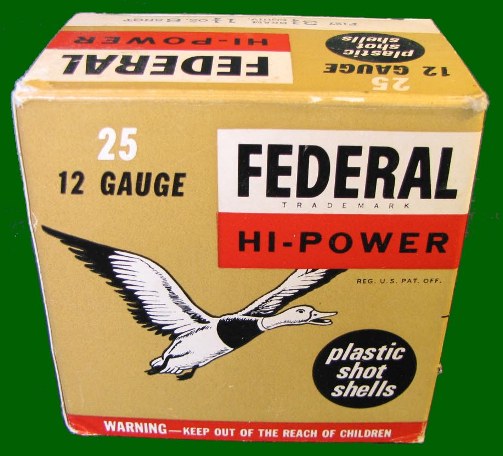 FEDERAL
HI-POWER
plastic
shot
shells
25
12 GAUGE
25
12 GAUGE
FEDERAL
TRADEMARK
HI-POWER
REG. U.S. PAT. OFF.
plastic
shot
shells
WARNING—KEEP OUT OF THE REACH OF CHILDREN